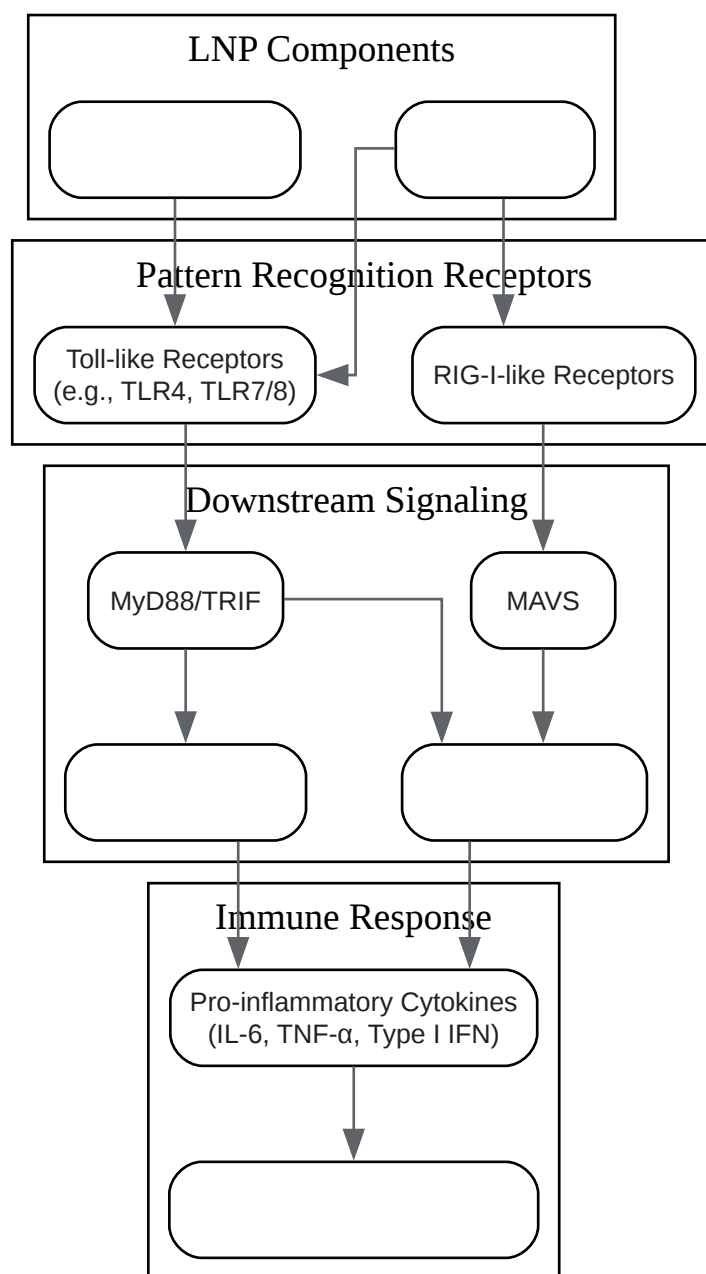 LNP Components
Pattern Recognition Receptors
Toll-like Receptors
(e.g., TLR4, TLR7/8)
RIG-I-like Receptors
Downstream Signaling
MyD88/TRIF
MAVS
Immune Response
Pro-inflammatory Cytokines
(IL-6, TNF-α, Type I IFN)